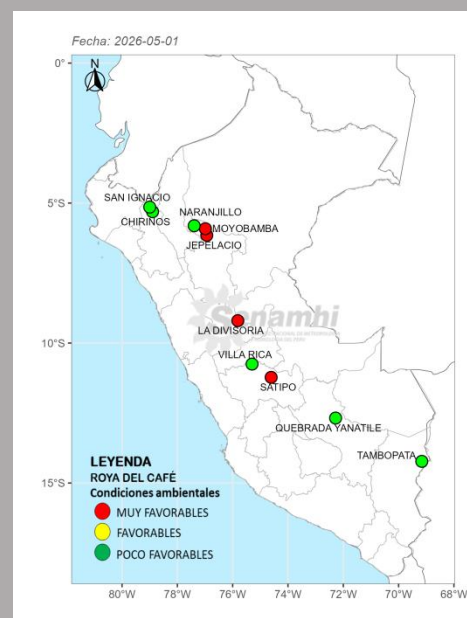 Fecha: 2026-05-01
N
0°
5°S
10°S
15°S
SAN IGNACIO
CHIRINOS
NARANJILLO
MOYOBAMBA
JEPELACIO
Senamhi
LA DIVISORIA
VILLA RICA
SATIPO
QUEBRADA YANATILE
TAMBOPATA
LEYENDA
ROYA DEL CAFÉ
Condiciones ambientales
MUY FAVORABLES
FAVORABLES
POCO FAVORABLES
80°W 78°W 76°W 74°W 72°W 70°W 68°W